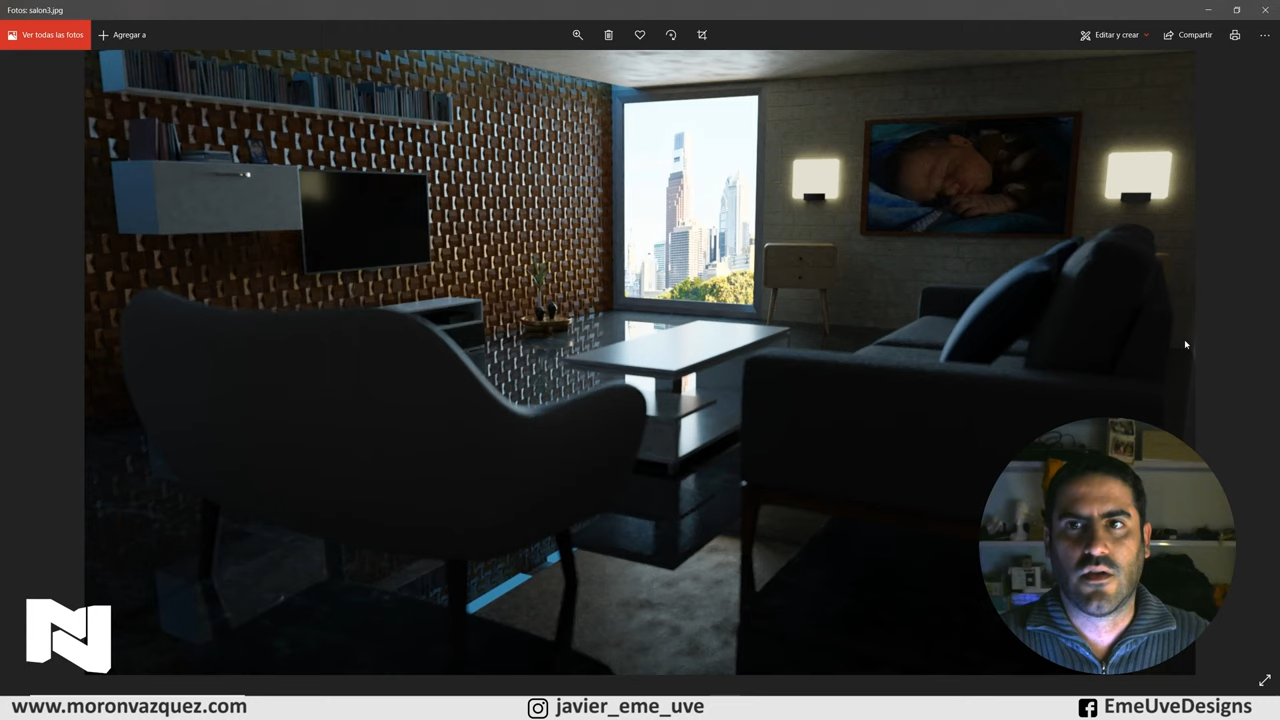 Fotos: salon3.jpg
Ver todas las fotos
Agregar a
Editar y crear
Compartir
www.moronvazquez.com
javier_eme_uve
EmeUveDesigns